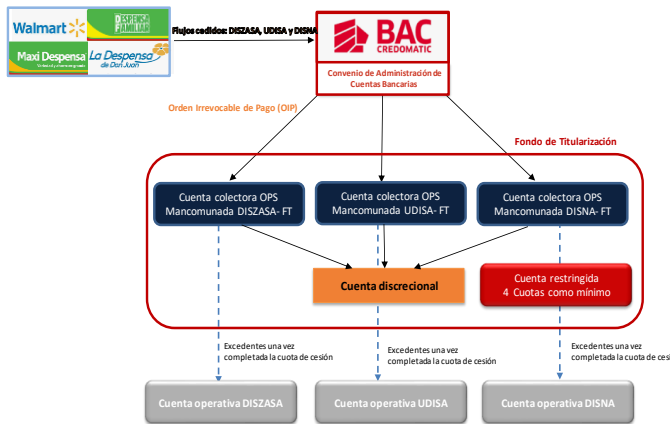 Walmart
DESPENSA
FAMILIAR
Maxi Despensa
La Despensa
de Don Juan
Flujos cedidos: DISZASA, UDISA y DISNA
BAC
CREDOMATIC
Convenio de Administración de
Cuentas Bancarias
Orden Irrevocable de Pago (OIP)
Fondo de Titularización
Cuenta colectora OPS
Mancomunada DISZASA- FT
Cuenta colectora OPS
Mancomunada UDISA- FT
Cuenta colectora OPS
Mancomunada DISNA- FT
Cuenta discrecional
Cuenta restringida
4 Cuotas como mínimo
Excedentes una vez
completada la cuota de cesión
Excedentes una vez
completada la cuota de cesión
Excedentes una vez
completada la cuota de cesi
Cuenta operativa DISZASA
Cuenta operativa UDISA
Cuenta operativa DISNA